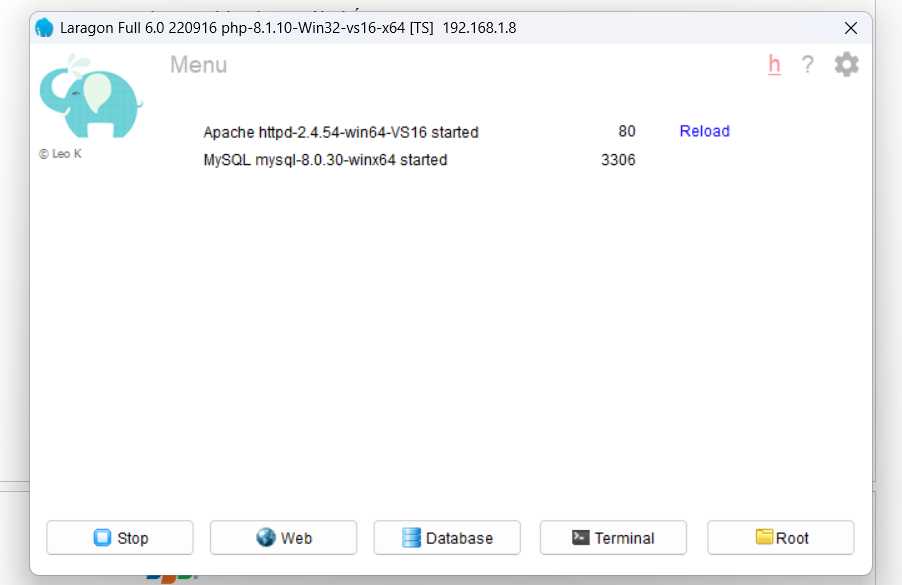 Laragon Full 6.0 220916 php-8.1.10-Win32-vs16-x64 [TS] 192.168.1.8
Menu
h ?
© Leo K
Apache httpd-2.4.54-win64-VS16 started 80 Reload
MySQL mysql-8.0.30-winx64 started 3306
Stop Web Database Terminal Root